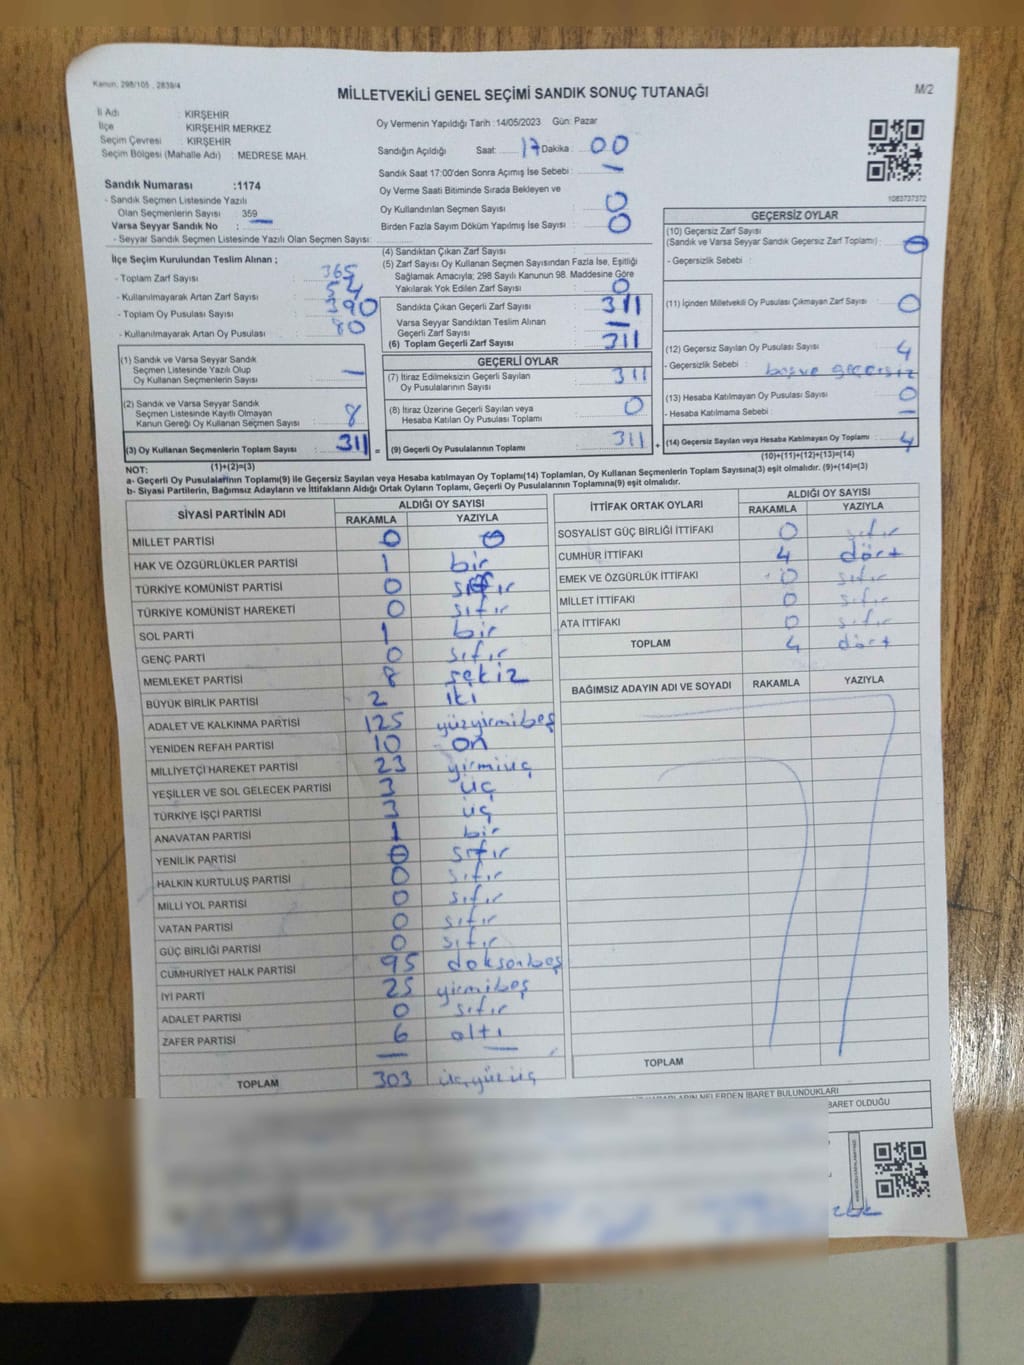 Kanun: 298/105 , 2839/4
MİLLETVEKİLİ GENEL SEÇİMİ SANDIK SONUÇ TUTANAĞI
M/2
İl Adı : KIRŞEHİR
İlçe : KIRŞEHİR MERKEZ
Seçim Çevresi : KIRŞEHİR
Seçim Bölgesi (Mahalle Adı) : MEDRESE MAH.
Sandık Numarası :1174
- Sandık Seçmen Listesinde Yazılı
Olan Seçmenlerin Sayısı 359
Varsa Seyyar Sandık No :
- Seyyar Sandık Seçmen Listesinde Yazılı Olan Seçmen Sayısı :
İlçe Seçim Kurulundan Teslim Alınan ;
- Toplam Zarf Sayısı : 365
- Kullanılmayarak Artan Zarf Sayısı : 54
- Toplam Oy Pusulası Sayısı : 390
- Kullanılmayarak Artan Oy Pusulası : 80
(1) Sandık ve Varsa Seyyar Sandık
Seçmen Listesinde Yazılı Olup
Oy Kullanan Seçmenlerin Sayısı : —
(2) Sandık ve Varsa Seyyar Sandık
Seçmen Listesinde Kayıtlı Olmayan
Kanun Gereği Oy Kullanan Seçmen Sayısı : 8
(3) Oy Kullanan Seçmenlerin Toplam Sayısı : 311
(1)+(2)=(3)
Oy Vermenin Yapıldığı Tarih :14/05/2023 Gün: Pazar
Sandığın Açıldığı Saat: 17 Dakika : 00
Sandık Saat 17:00'den Sonra Açımış İse Sebebi : —
Oy Verme Saati Bitiminde Sırada Bekleyen ve
Oy Kullandırılan Seçmen Sayısı : 0
Birden Fazla Sayım Döküm Yapılmış İse Sayısı : 0
(4) Sandıktan Çıkan Zarf Sayısı :
(5) Zarf Sayısı Oy Kullanan Seçmen Sayısından Fazla İse, Eşitliği
Sağlamak Amacıyla; 298 Sayılı Kanunun 98. Maddesine Göre
Yakılarak Yok Edilen Zarf Sayısı : 0
Sandıkta Çıkan Geçerli Zarf Sayısı : 311
Varsa Seyyar Sandıktan Teslim Alınan
Geçerli Zarf Sayısı : —
(6) Toplam Geçerli Zarf Sayısı : 311
GEÇERLİ OYLAR
(7) İtiraz Edilmeksizin Geçerli Sayılan
Oy Pusulasının Sayısı : 311
(8) İtiraz Üzerine Geçerli Sayılan veya
Hesaba Katılan Oy Pusulası Toplamı : 0
= (9) Geçerli Oy Pusulalarının Toplamı : 311 +
GEÇERSİZ OYLAR
1083737372
(10) Geçersiz Zarf Sayısı
(Sandık ve Varsa Seyyar Sandık Geçersiz Zarf Toplamı) : 0
- Geçersizlik Sebebi :
(11) İçinden Milletvekili Oy Pusulası Çıkmayan Zarf Sayısı : 0
(12) Geçersiz Sayılan Oy Pusulası Sayısı : 4
- Geçersizlik Sebebi : boş ve geçersiz
(13) Hesaba Katılmayan Oy Pusulası Sayısı : 0
- Hesaba Katılmama Sebebi : —
(14) Geçersiz Sayılan veya Hesaba Katılmayan Oy Toplamı : 4
(10)+(11)+(12)+(13)=(14)
NOT:
a- Geçerli Oy Pusulalarının Toplamı(9) ile Geçersiz Sayılan veya Hesaba katılmayan Oy Toplamı(14) Toplamları, Oy Kullanan Seçmenlerin Toplam Sayısına(3) eşit olmalıdır. (9)+(14)=(3)
b- Siyasi Partilerin, Bağımsız Adayların ve İttifakların Aldığı Ortak Oyların Toplamı, Geçerli Oy Pusulalarının Toplamına(9) eşit olmalıdır.
SİYASİ PARTİNİN ADI ALDIĞI OY SAYISI
RAKAMLA YAZIYLA
MİLLET PARTİSİ 0 0
HAK VE ÖZGÜRLÜKLER PARTİSİ 1 bir
TÜRKİYE KOMÜNİST PARTİSİ 0 sıfır
TÜRKİYE KOMÜNİST HAREKETİ 0 sıfır
SOL PARTİ 1 bir
GENÇ PARTİ 0 sıfır
MEMLEKET PARTİSİ 8 sekiz
BÜYÜK BİRLİK PARTİSİ 2 iki
ADALET VE KALKINMA PARTİSİ 125 yüzyirmibeş
YENİDEN REFAH PARTİSİ 10 on
MİLLİYETÇİ HAREKET PARTİSİ 23 yirmiüç
YEŞİLLER VE SOL GELECEK PARTİSİ 3 üç
TÜRKİYE İŞÇİ PARTİSİ 3 üç
ANAVATAN PARTİSİ 1 bir
YENİLİK PARTİSİ 0 sıfır
HALKIN KURTULUŞ PARTİSİ 0 sıfır
MİLLİ YOL PARTİSİ 0 sıfır
VATAN PARTİSİ 0 sıfır
GÜÇ BİRLİĞİ PARTİSİ 0 sıfır
CUMHURİYET HALK PARTİSİ 95 doksanbeş
İYİ PARTİ 25 yirmibeş
ADALET PARTİSİ 0 sıfır
ZAFER PARTİSİ 6 altı
TOPLAM 303 üçyüzüç
İTTİFAK ORTAK OYLARI ALDIĞI OY SAYISI
RAKAMLA YAZIYLA
SOSYALİST GÜÇ BİRLİĞİ İTTİFAKI 0 sıfır
CUMHUR İTTİFAKI 4 dört
EMEK VE ÖZGÜRLÜK İTTİFAKI 0 sıfır
MİLLET İTTİFAKI 0 sıfır
ATA İTTİFAKI 0 sıfır
TOPLAM 4 dört
BAĞIMSIZ ADAYIN ADI VE SOYADI RAKAMLA YAZIYLA
TOPLAM
NELERDEN İBARET BULUNDUKLARI
BARET OLDUĞU